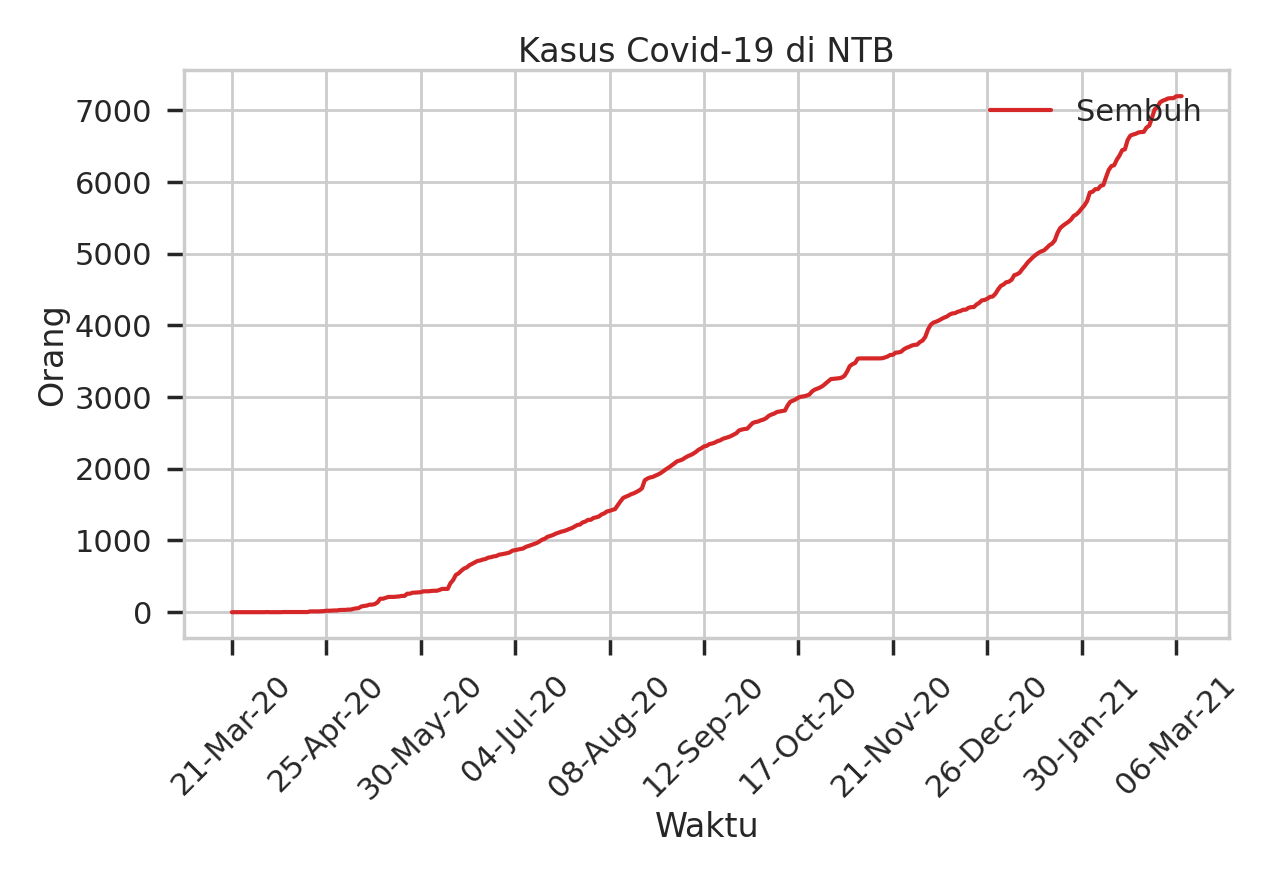 Kasus Covid-19 di NTB
Sembuh
Orang
7000
6000
5000
4000
3000
2000
1000
0
21-Mar-20
25-Apr-20
30-May-20
04-Jul-20
08-Aug-20
12-Sep-20
17-Oct-20
21-Nov-20
26-Dec-20
30-Jan-21
06-Mar-21
Waktu